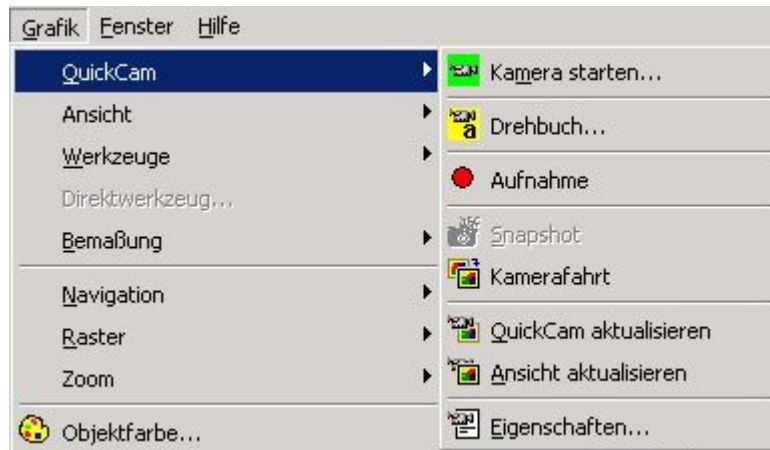 Grafik Fenster Hilfe
QuickCam
Ansicht
Werkzeuge
Direktwerkzeug...
Bemaßung
Navigation
Raster
Zoom
Objektfarbe...
Kamera starten...
a Drehbuch...
Aufnahme
Snapshot
Kamerafahrt
QuickCam aktualisieren
Ansicht aktualisieren
Eigenschaften...